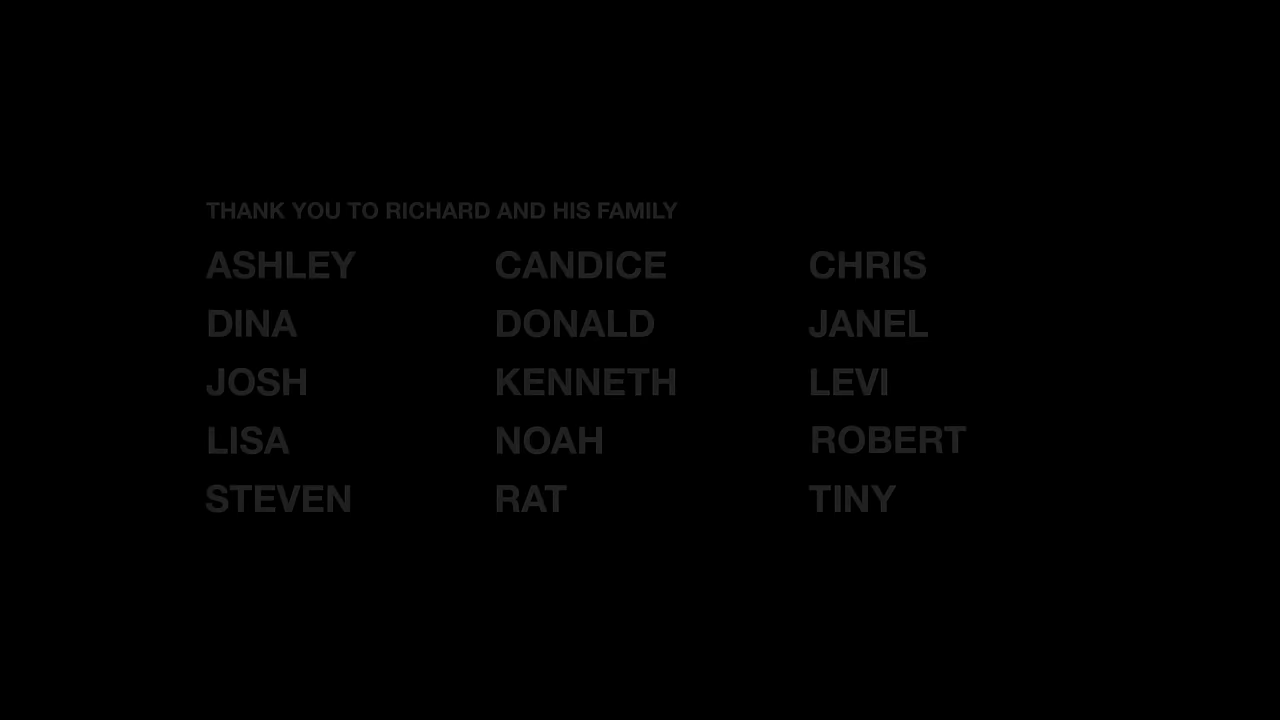 THANK YOU TO RICHARD AND HIS FAMILY
ASHLEY CANDICE CHRIS
DINA DONALD JANEL
JOSH KENNETH LEVI
LISA NOAH ROBERT
STEVEN RAT TINY